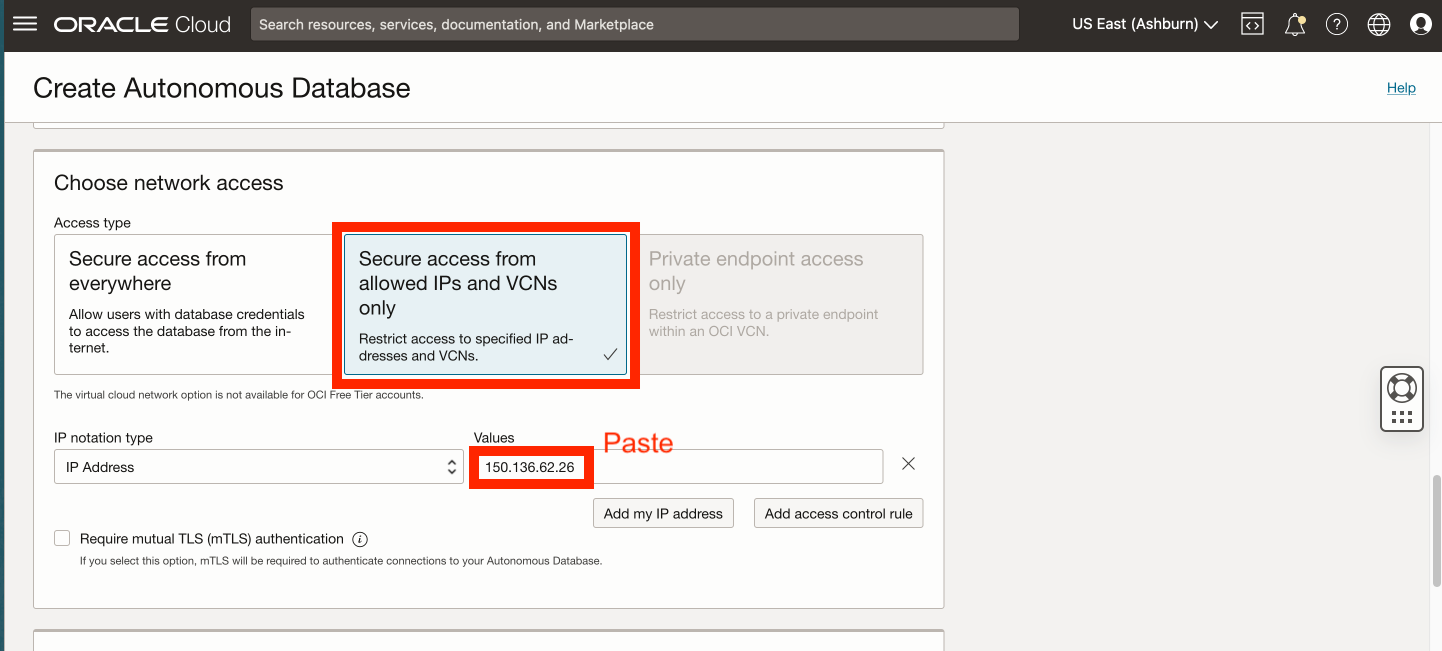 ORACLE Cloud
Search resources, services, documentation, and Marketplace
US East (Ashburn)
Create Autonomous Database
Help
Choose network access
Access type
Secure access from
everywhere
Allow users with database credentials
to access the database from the in-
ternet.
Secure access from
allowed IPs and VCNs
only
Restrict access to specified IP ad-
dresses and VCNs.
Private endpoint access
only
Restrict access to a private endpoint
within an OCI VCN.
The virtual cloud network option is not available for OCI Free Tier accounts.
IP notation type
IP Address
Values
Paste
150.136.62.26
Add my IP address
Add access control rule
Require mutual TLS (mTLS) authentication
If you select this option, mTLS will be required to authenticate connections to your Autonomous Database.